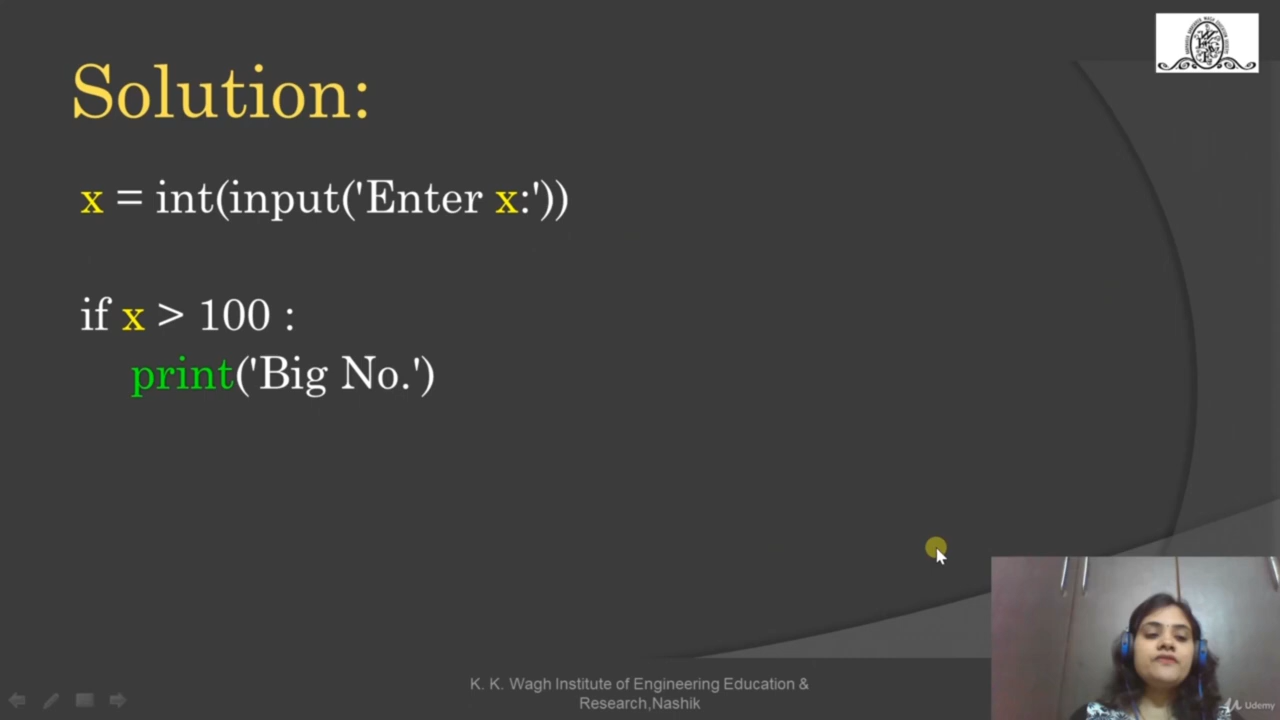 Solution:
x = int(input('Enter x:'))
if x > 100 :
print('Big No.')
K. K. Wagh Institute of Engineering Education &
Research,Nashik
Udemy